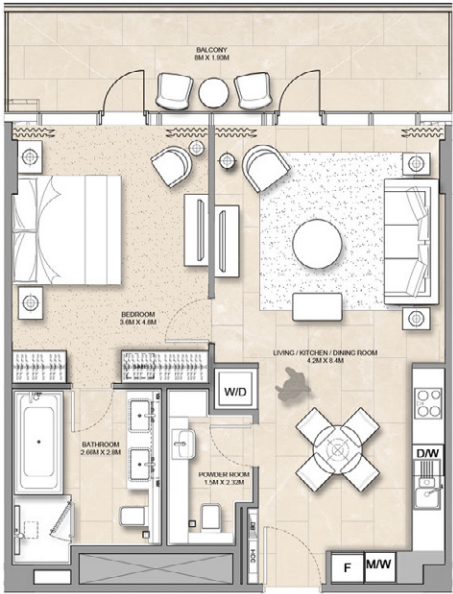 BALCONY
8M X 1.93M
BEDROOM
3.6M X 4.8M
LIVING / KITCHEN / DINING ROOM
4.2M X 8.4M
W/D
BATHROOM
2.66M X 2.8M
D/W
POWDER ROOM
1.5M X 2.32M
F
M/W